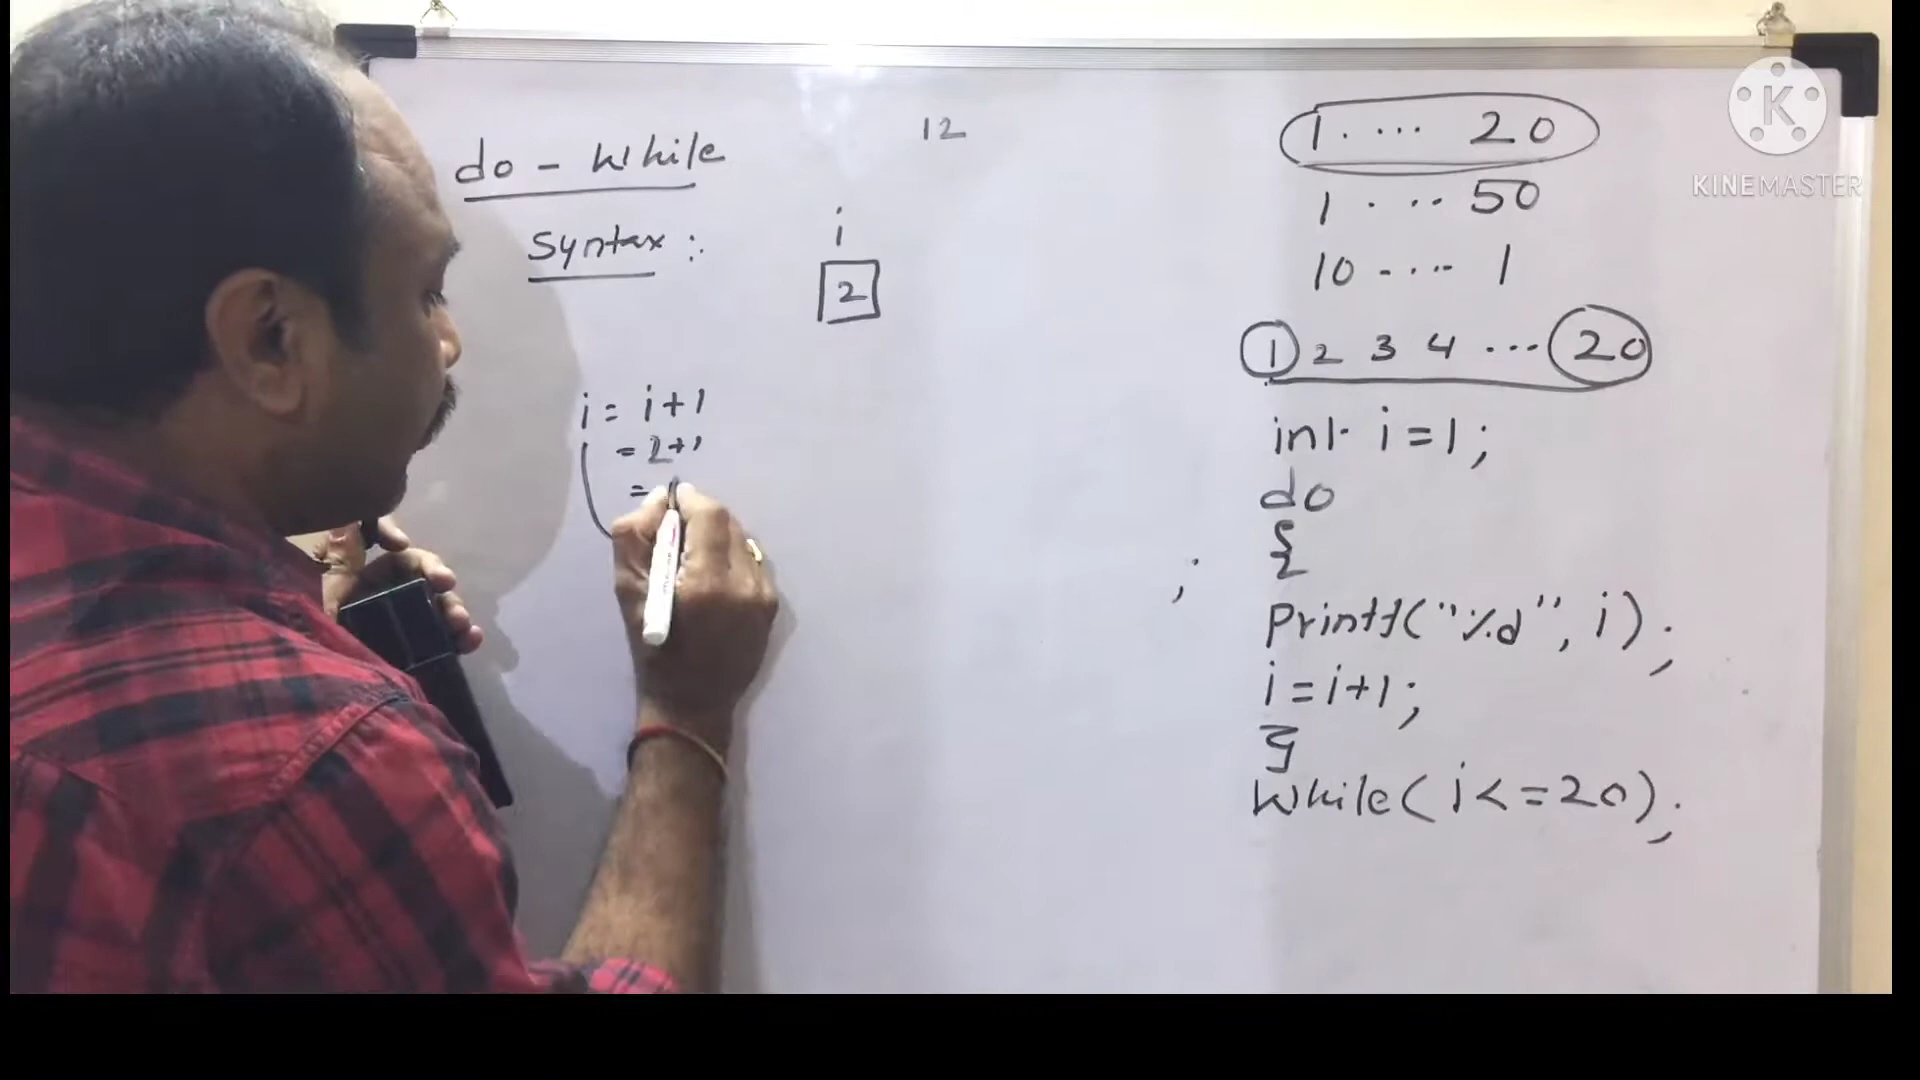 do - while
Syntax :
12
i
2
i = i+1
= 2+1
=
1 .... 20
1 . ... 50
10 - ... 1
1 2 3 4 ... 20
int i = 1 ;
do
{
;
printf("%d", i) ;
i = i+1 ;
}
while( i <= 20) ;
KINEMASTER